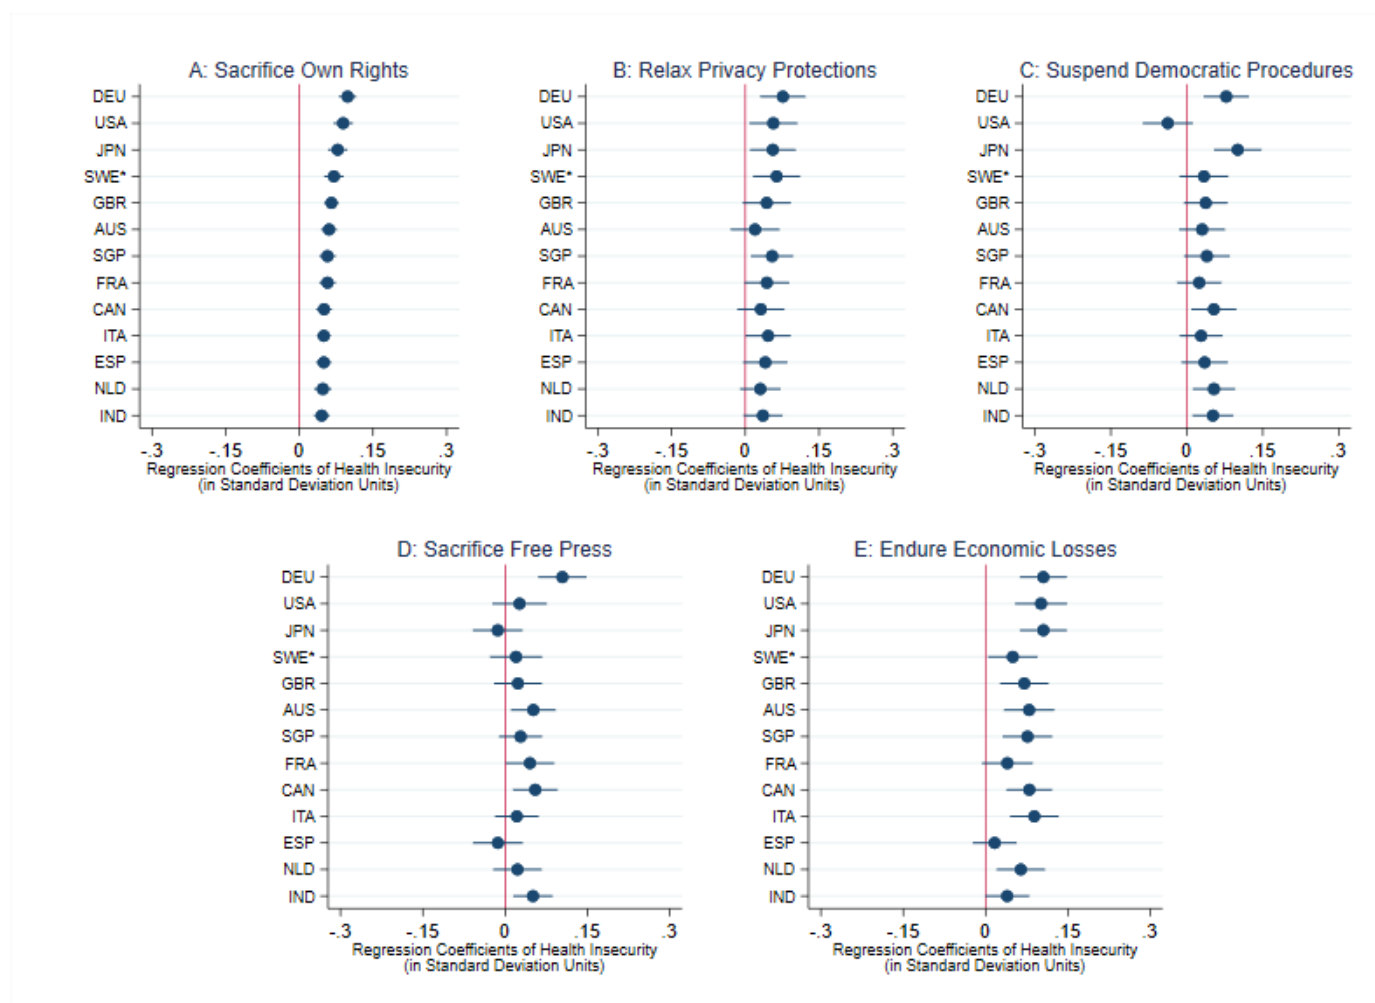 A: Sacrifice Own Rights
DEU
USA
JPN
SWE*
GBR
AUS
SGP
FRA
CAN
ITA
ESP
NLD
IND
-.3 -.15 0 .15 .3
Regression Coefficients of Health Insecurity
(in Standard Deviation Units)
B: Relax Privacy Protections
DEU
USA
JPN
SWE*
GBR
AUS
SGP
FRA
CAN
ITA
ESP
NLD
IND
-.3 -.15 0 .15 .3
Regression Coefficients of Health Insecurity
(in Standard Deviation Units)
C: Suspend Democratic Procedures
DEU
USA
JPN
SWE*
GBR
AUS
SGP
FRA
CAN
ITA
ESP
NLD
IND
-.3 -.15 0 .15 .3
Regression Coefficients of Health Insecurity
(in Standard Deviation Units)
D: Sacrifice Free Press
DEU
USA
JPN
SWE*
GBR
AUS
SGP
FRA
CAN
ITA
ESP
NLD
IND
-.3 -.15 0 .15 .3
Regression Coefficients of Health Insecurity
(in Standard Deviation Units)
E: Endure Economic Losses
DEU
USA
JPN
SWE*
GBR
AUS
SGP
FRA
CAN
ITA
ESP
NLD
IND
-.3 -.15 0 .15 .3
Regression Coefficients of Health Insecurity
(in Standard Deviation Units)